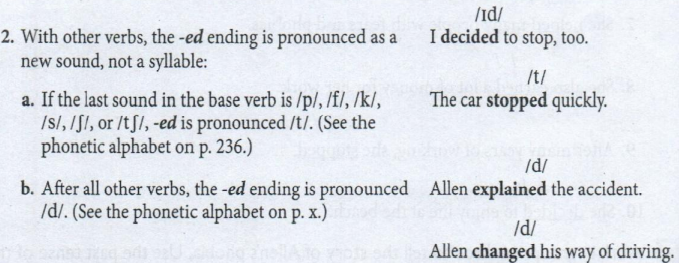 /ɪd/
2. With other verbs, the -ed ending is pronounced as a
new sound, not a syllable:
I decided to stop, too.
/t/
a. If the last sound in the base verb is /p/, /f/, /k/,
/s/, /ʃ/, or /tʃ/, -ed is pronounced /t/. (See the
phonetic alphabet on p. 236.)
The car stopped quickly.
/d/
b. After all other verbs, the -ed ending is pronounced
/d/. (See the phonetic alphabet on p. x.)
Allen explained the accident.
/d/
Allen changed his way of driving.